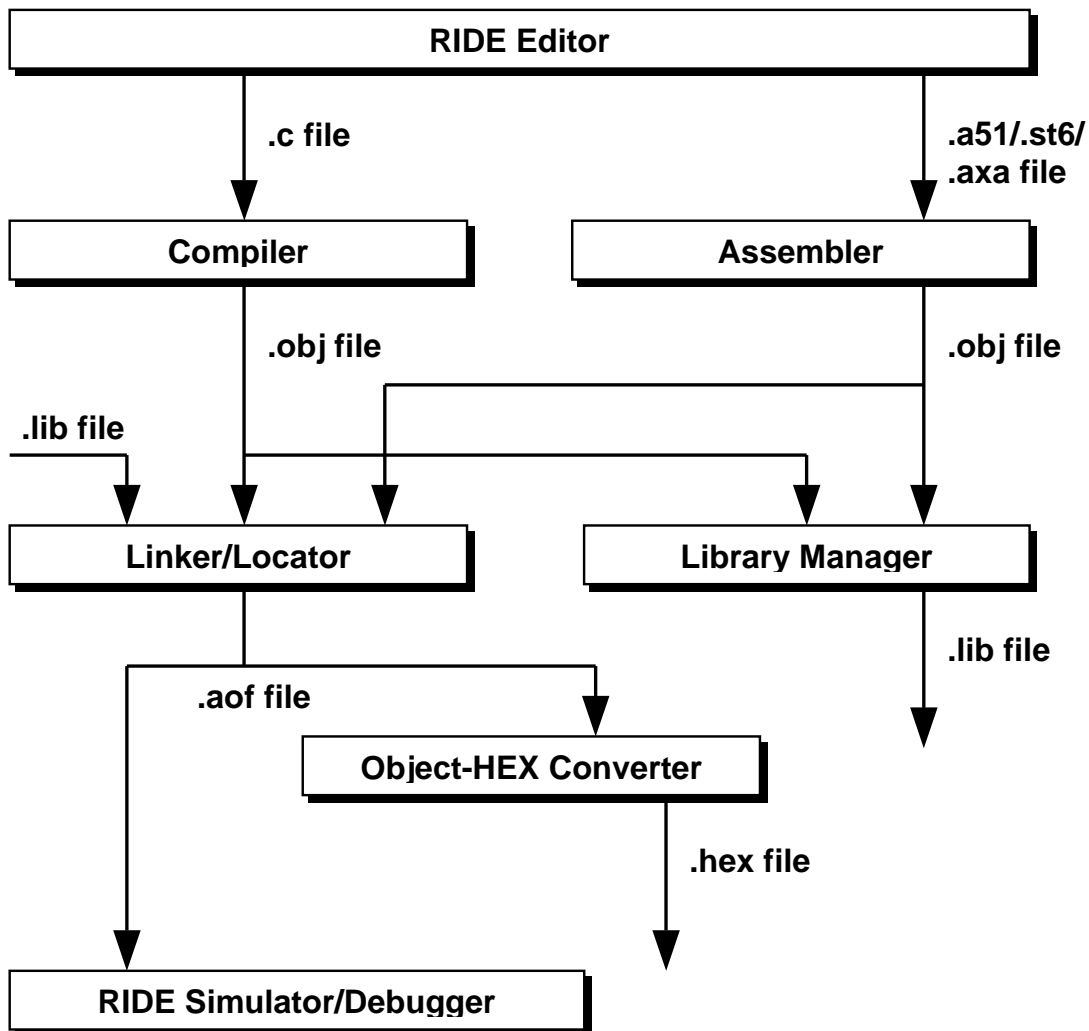 RIDE Editor
.c file
.a51/.st6/
.axa file
Compiler
Assembler
.obj file
.obj file
.lib file
Linker/Locator
Library Manager
.lib file
.aof file
Object-HEX Converter
.hex file
RIDE Simulator/Debugger